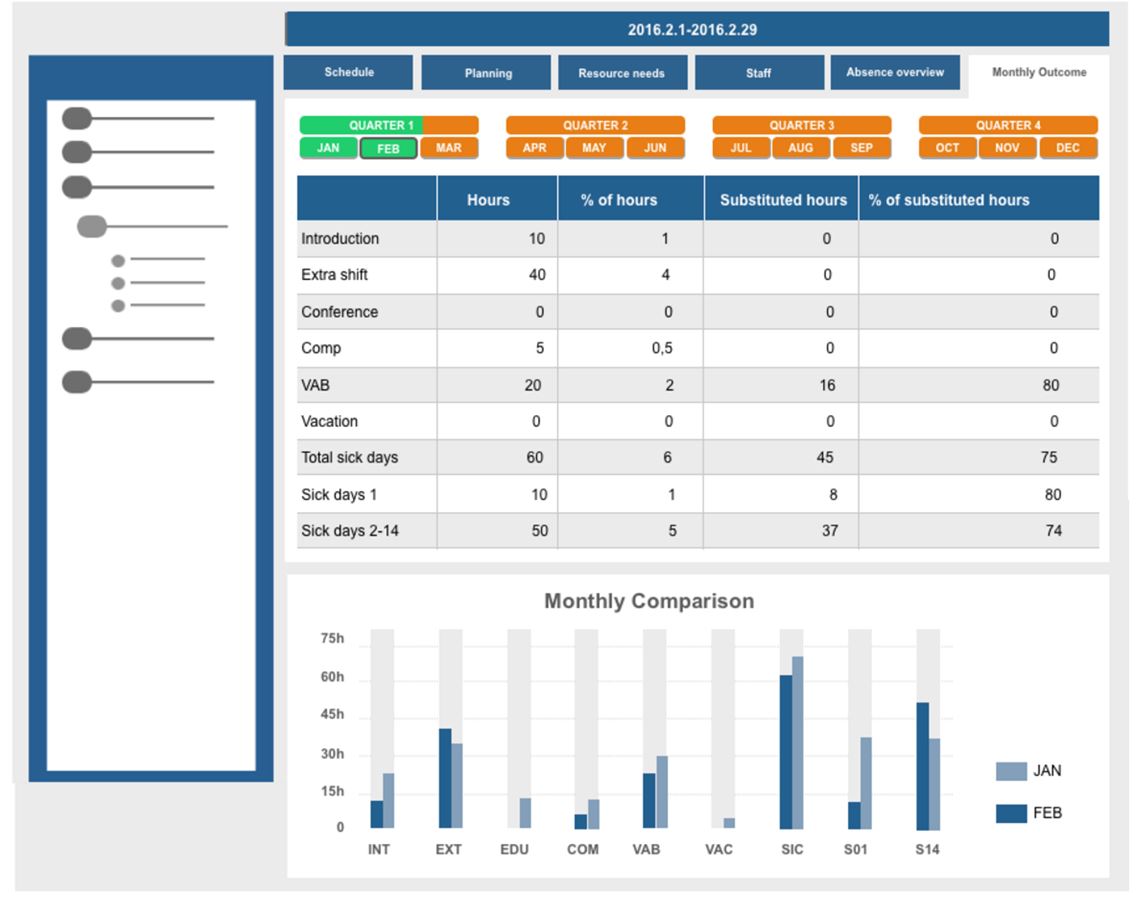 2016.2.1-2016.2.29
Schedule Planning Resource needs Staff Absence overview Monthly Outcome
QUARTER 1 QUARTER 2 QUARTER 3 QUARTER 4
JAN FEB MAR APR MAY JUN JUL AUG SEP OCT NOV DEC
Hours % of hours Substituted hours % of substituted hours
Introduction 10 1 0 0
Extra shift 40 4 0 0
Conference 0 0 0 0
Comp 5 0,5 0 0
VAB 20 2 16 80
Vacation 0 0 0 0
Total sick days 60 6 45 75
Sick days 1 10 1 8 80
Sick days 2-14 50 5 37 74
Monthly Comparison
75h
60h
45h
30h
15h
0
INT EXT EDU COM VAB VAC SIC S01 S14
JAN
FEB